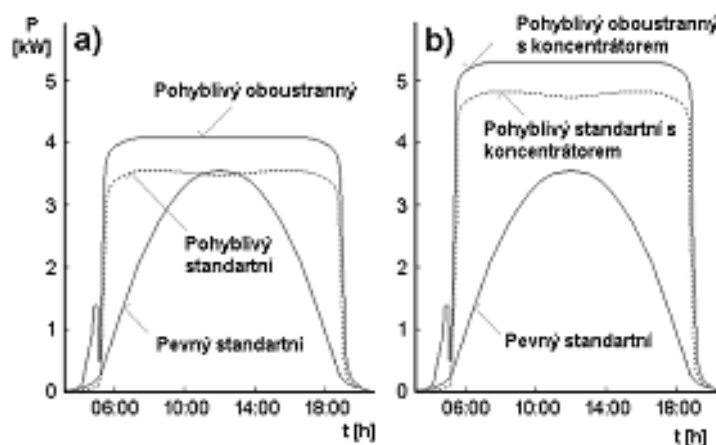 P
[kW]
a)
Pohyblivý oboustranný
5
4
3
2
1
0
Pohyblivý
standartní
Pevný standartní
06:00 10:00 14:00 18:00
t [h]
b)
Pohyblivý oboustranný
s koncentrátorem
5
4
3
2
1
0
Pohyblivý standartní s
koncentrátorem
Pevný standartní
06:00 10:00 14:00 18:00
t [h]